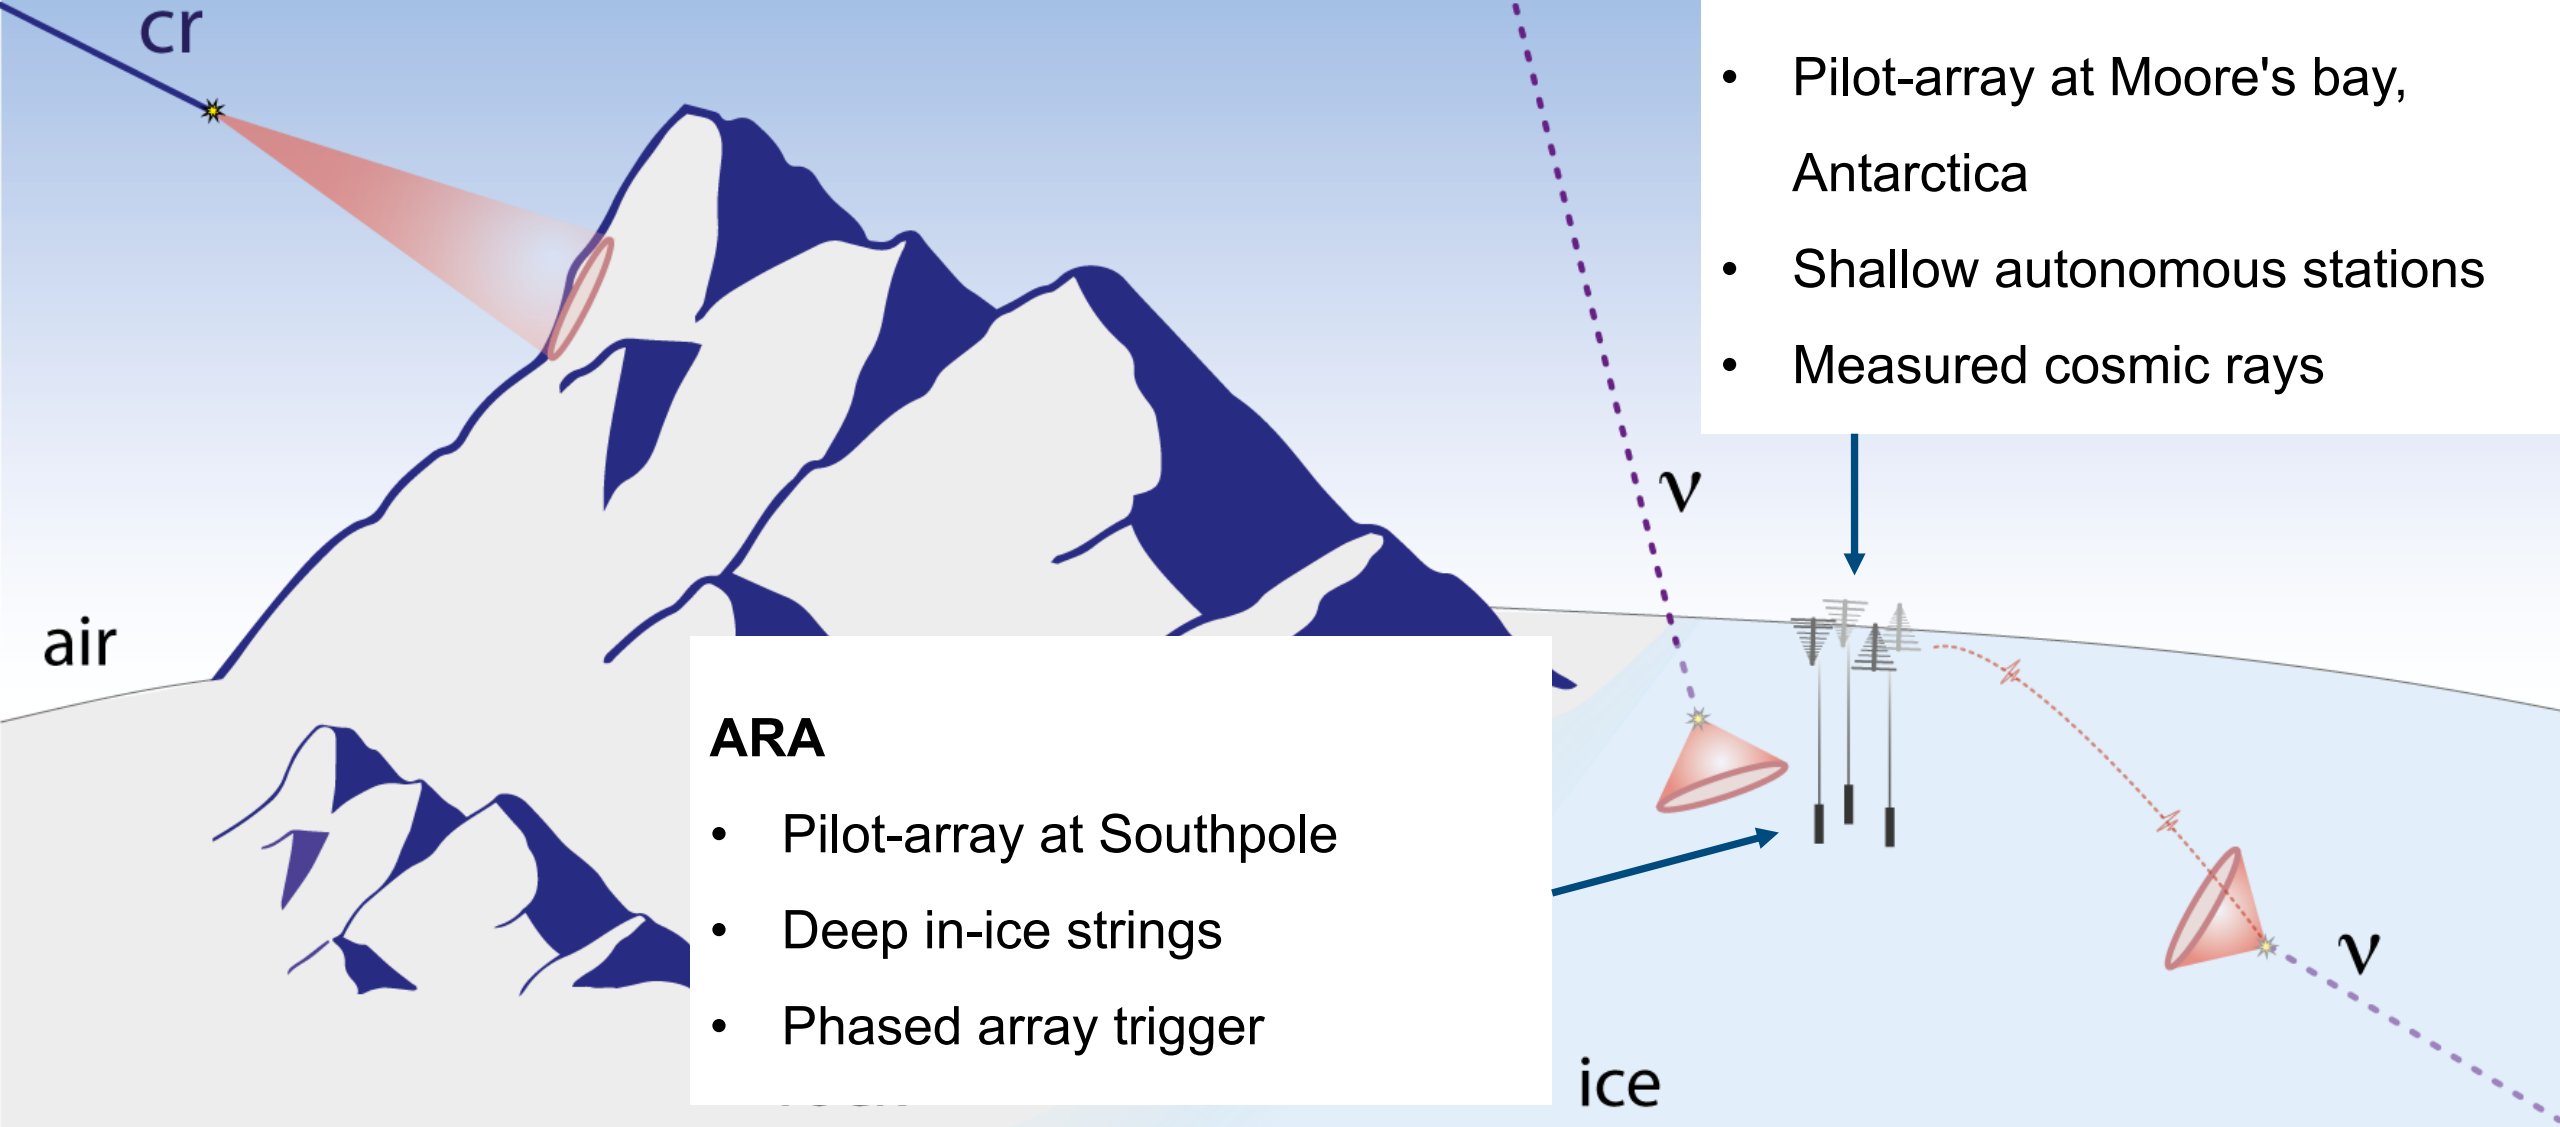 cr
• Pilot-array at Moore's bay,
Antarctica
• Shallow autonomous stations
• Measured cosmic rays
ν
air
ARA
• Pilot-array at Southpole
• Deep in-ice strings
• Phased array trigger
ν
ice